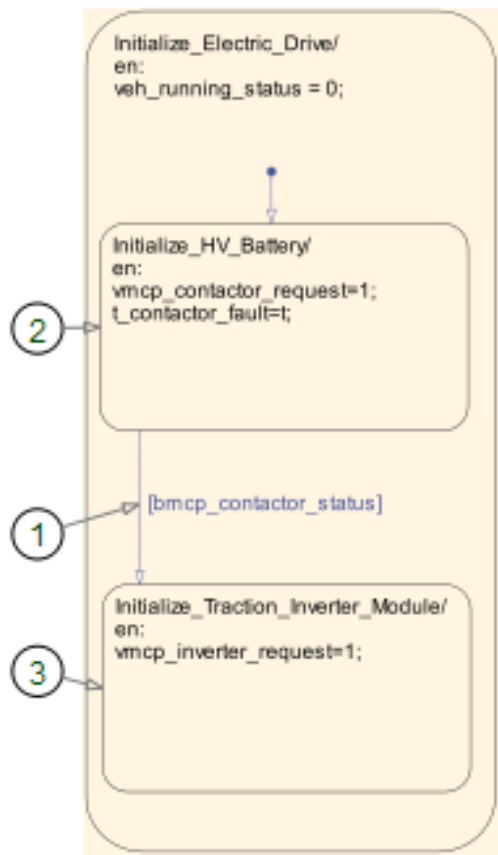 Initialize_Electric_Drive/
en:
veh_running_status = 0;
Initialize_HV_Battery/
en:
vmcp_contactor_request=1;
t_contactor_fault=t;
2
[bmcp_contactor_status]
1
Initialize_Traction_Inverter_Module/
en:
vmcp_inverter_request=1;
3